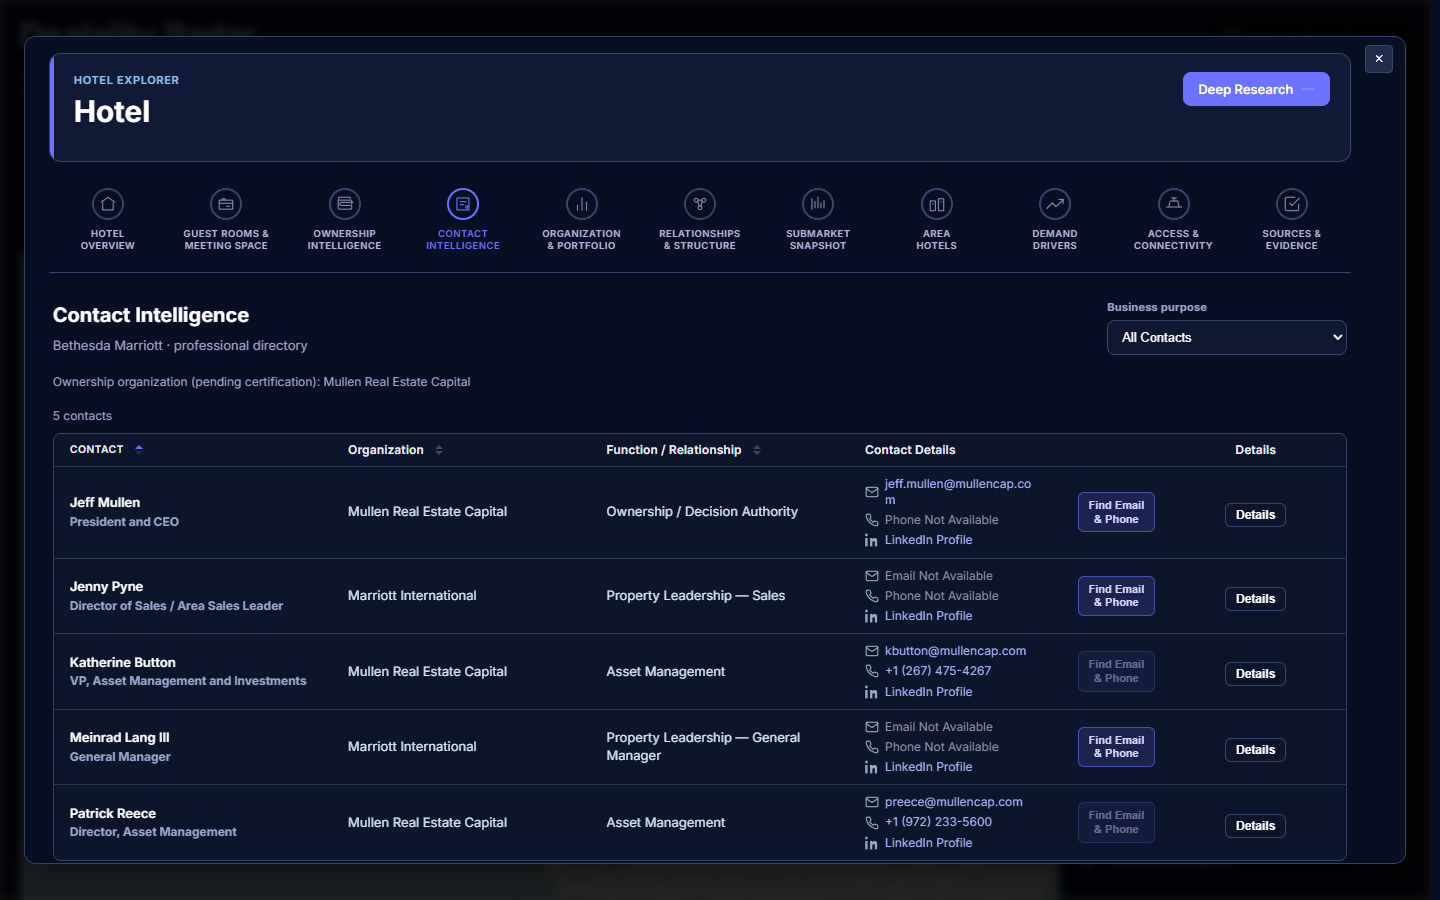 HOTEL EXPLORER
Hotel
Deep Research —
×
HOTEL OVERVIEW
GUEST ROOMS & MEETING SPACE
OWNERSHIP INTELLIGENCE
CONTACT INTELLIGENCE
ORGANIZATION & PORTFOLIO
RELATIONSHIPS & STRUCTURE
SUBMARKET SNAPSHOT
AREA HOTELS
DEMAND DRIVERS
ACCESS & CONNECTIVITY
SOURCES & EVIDENCE
Contact Intelligence
Bethesda Marriott · professional directory
Business purpose
All Contacts
Ownership organization (pending certification): Mullen Real Estate Capital
5 contacts
CONTACT Organization Function / Relationship Contact Details Details
Jeff Mullen
President and CEO
Mullen Real Estate Capital
Ownership / Decision Authority
jeff.mullen@mullencap.co
m
Phone Not Available
LinkedIn Profile
Find Email
& Phone
Details
Jenny Pyne
Director of Sales / Area Sales Leader
Marriott International
Property Leadership — Sales
Email Not Available
Phone Not Available
LinkedIn Profile
Find Email
& Phone
Details
Katherine Button
VP, Asset Management and Investments
Mullen Real Estate Capital
Asset Management
kbutton@mullencap.com
+1 (267) 475-4267
LinkedIn Profile
Find Email
& Phone
Details
Meinrad Lang III
General Manager
Marriott International
Property Leadership — General
Manager
Email Not Available
Phone Not Available
LinkedIn Profile
Find Email
& Phone
Details
Patrick Reece
Director, Asset Management
Mullen Real Estate Capital
Asset Management
preece@mullencap.com
+1 (972) 233-5600
LinkedIn Profile
Find Email
& Phone
Details